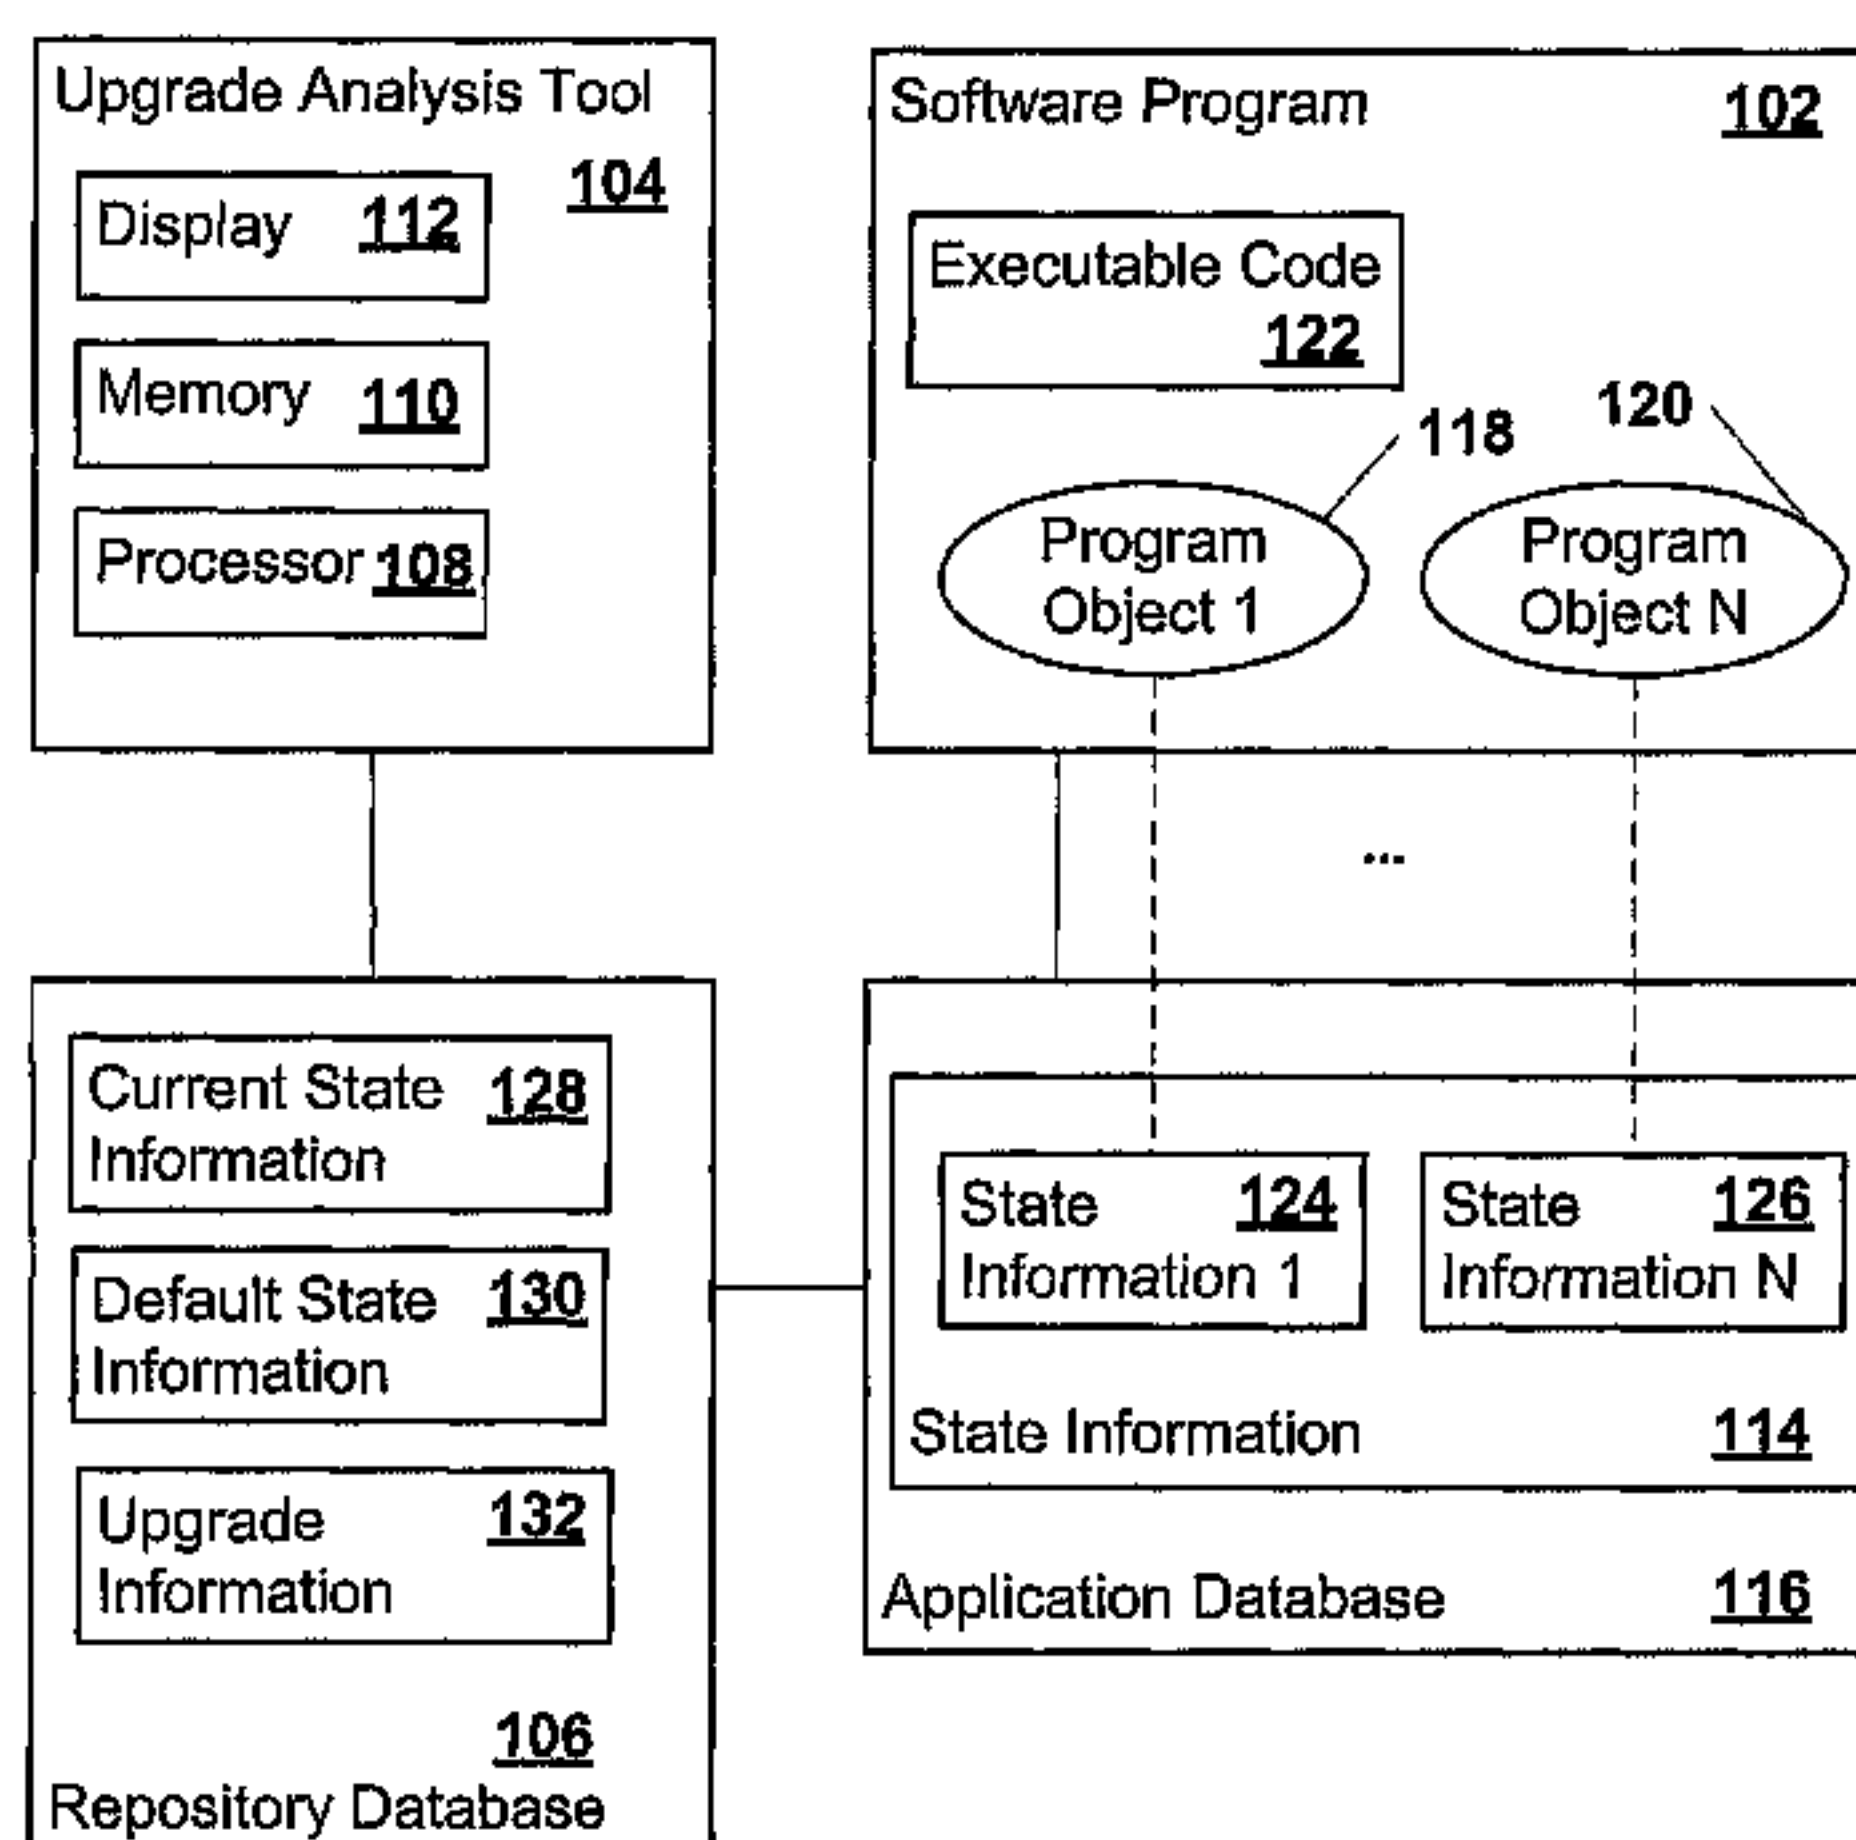 Upgrade Analysis Tool
104
Display 112
Memory 110
Processor 108
Software Program 102
Executable Code
122
118
120
Program
Object 1
Program
Object N
...
Current State 128
Information
Default State 130
Information
Upgrade 132
Information
106
Repository Database
State 124
Information 1
State 126
Information N
State Information 114
Application Database 116